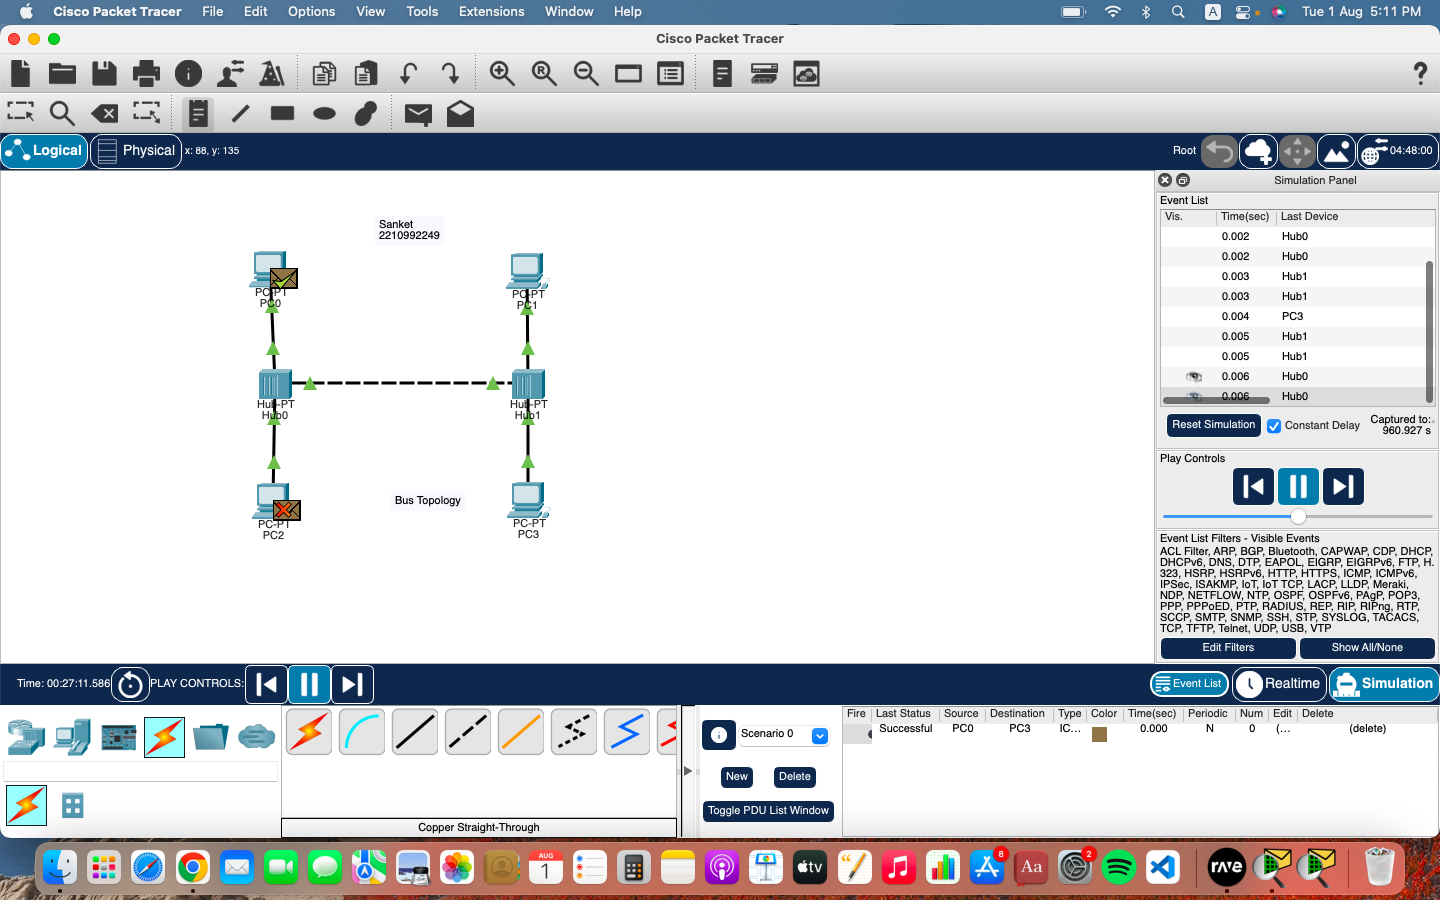 Cisco Packet Tracer File Edit Options View Tools Extensions Window Help
A Tue 1 Aug 5:11 PM
Cisco Packet Tracer
Logical Physical x: 88, y: 135
Root 04:48:00
Simulation Panel
Event List
Vis. Time(sec) Last Device
0.002 Hub0
0.002 Hub0
0.003 Hub1
0.003 Hub1
0.004 PC3
0.005 Hub1
0.005 Hub1
0.006 Hub0
0.006 Hub0
Reset Simulation Constant Delay Captured to:
960.927 s
Play Controls
Event List Filters - Visible Events
ACL Filter, ARP, BGP, Bluetooth, CAPWAP, CDP, DHCP,
DHCPv6, DNS, DTP, EAPOL, EIGRP, EIGRPv6, FTP, H.
323, HSRP, HSRPv6, HTTP, HTTPS, ICMP, ICMPv6,
IPSec, ISAKMP, IoT, IoT TCP, LACP, LLDP, Meraki,
NDP, NETFLOW, NTP, OSPF, OSPFv6, PAgP, POP3,
PPP, PPPoED, PTP, RADIUS, REP, RIP, RIPng, RTP,
SCCP, SMTP, SNMP, SSH, STP, SYSLOG, TACACS,
TCP, TFTP, Telnet, UDP, USB, VTP
Edit Filters Show All/None
Sanket
2210992249
PC-PT
PC0
PC-PT
PC1
Hub-PT
Hub0
Hub-PT
Hub1
Bus Topology
PC-PT
PC2
PC-PT
PC3
Time: 00:27:11.586 PLAY CONTROLS:
Event List Realtime Simulation
Scenario 0
New Delete
Toggle PDU List Window
Fire Last Status Source Destination Type Color Time(sec) Periodic Num Edit Delete
Successful PC0 PC3 IC... 0.000 N 0 (... (delete)
Copper Straight-Through
AUG
1
tv
8
Aa
2
rave